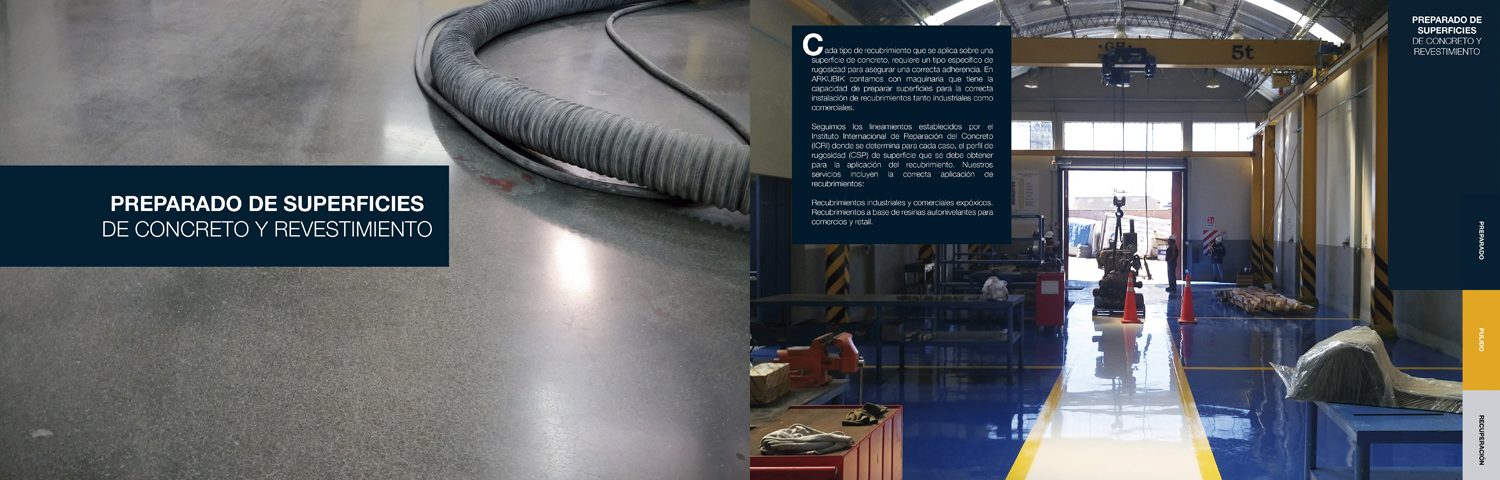 PREPARADO DE SUPERFICIES
DE CONCRETO Y REVESTIMIENTO
Cada tipo de recubrimiento que se aplica sobre una
superficie de concreto, requiere un tipo especifico de
rugosidad para asegurar una correcta adherencia. En
ARKUBIK contamos con maquinaria que tiene la
capacidad de preparar superficies para la correcta
instalación de recubrimientos tanto industriales como
comerciales.
Seguimos los lineamientos establecidos por el
Instituto Internacional de Reparación del Concreto
(ICRI) donde se determina para cada caso, el perfil de
rugosidad (CSP) de superficie que se debe obtener
para la aplicación del recubrimiento. Nuestros
servicios incluyen la correcta aplicación de
recubrimientos:
Recubrimientos industriales y comerciales expóxicos.
Recubrimientos a base de resinas autonivelantes para
comercios y retail.
GH
5t
PREPARADO DE
SUPERFICIES
DE CONCRETO Y
REVESTIMIENTO
PREPARADO
PULIDO
RECUPERACIÓN